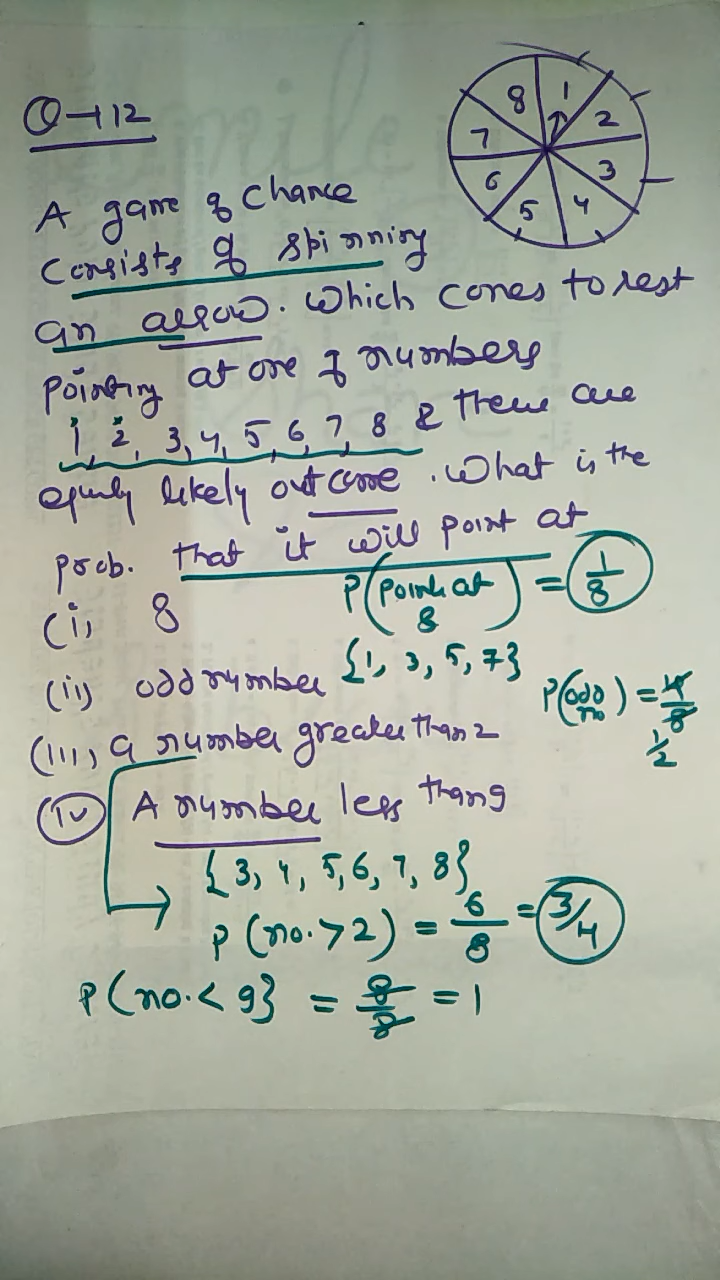 Q→12
8 1
7 2
6 3
5 4
A game of chance
consists of spinning
an arrow. which comes to rest
pointing at one of numbers
1, 2, 3, 4, 5, 6, 7, 8 & there are
equally likely outcome. What is the
prob. that it will point at
(i) 8 P(point at 8) = 1/8
(ii) odd number {1, 3, 5, 7} P(odd no) = 4/8 1/2
(iii) a number greater than 2
(iv) A number less than 9
{3, 4, 5, 6, 7, 8}
P (no. > 2) = 6/8 = 3/4
P (no. < 9} = 8/8 = 1